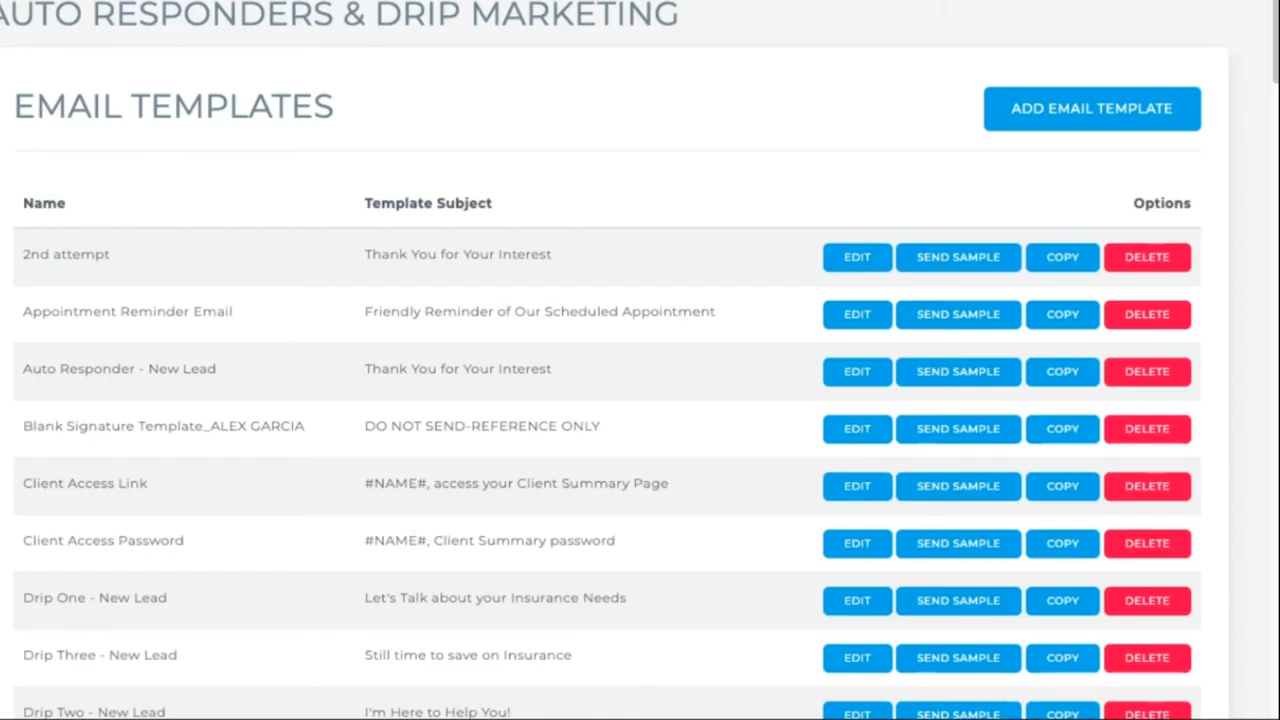 AUTO RESPONDERS & DRIP MARKETING
EMAIL TEMPLATES
ADD EMAIL TEMPLATE
Name Template Subject Options
2nd attempt Thank You for Your Interest EDIT SEND SAMPLE COPY DELETE
Appointment Reminder Email Friendly Reminder of Our Scheduled Appointment EDIT SEND SAMPLE COPY DELETE
Auto Responder - New Lead Thank You for Your Interest EDIT SEND SAMPLE COPY DELETE
Blank Signature Template_ALEX GARCIA DO NOT SEND-REFERENCE ONLY EDIT SEND SAMPLE COPY DELETE
Client Access Link #NAME#, access your Client Summary Page EDIT SEND SAMPLE COPY DELETE
Client Access Password #NAME#, Client Summary password EDIT SEND SAMPLE COPY DELETE
Drip One - New Lead Let's Talk about your Insurance Needs EDIT SEND SAMPLE COPY DELETE
Drip Three - New Lead Still time to save on Insurance EDIT SEND SAMPLE COPY DELETE
Drip Two - New Lead I'm Here to Help You! EDIT SEND SAMPLE COPY DELETE